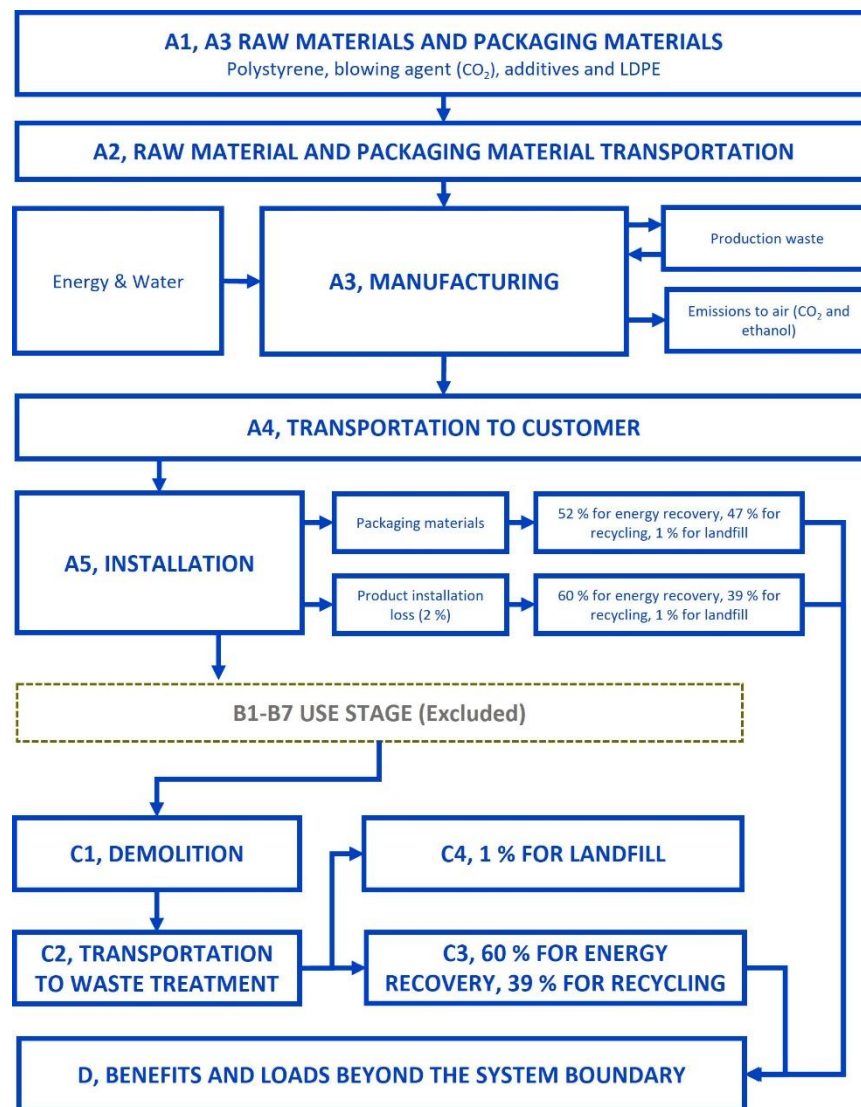 A1, A3 RAW MATERIALS AND PACKAGING MATERIALS
Polystyrene, blowing agent (CO₂), additives and LDPE
A2, RAW MATERIAL AND PACKAGING MATERIAL TRANSPORTATION
Energy & Water
A3, MANUFACTURING
Production waste
Emissions to air (CO₂ and
ethanol)
A4, TRANSPORTATION TO CUSTOMER
A5, INSTALLATION
Packaging materials
52 % for energy recovery, 47 % for
recycling, 1 % for landfill
Product installation
loss (2 %)
60 % for energy recovery, 39 % for
recycling, 1 % for landfill
B1-B7 USE STAGE (Excluded)
C1, DEMOLITION
C4, 1 % FOR LANDFILL
C2, TRANSPORTATION
TO WASTE TREATMENT
C3, 60 % FOR ENERGY
RECOVERY, 39 % FOR RECYCLING
D, BENEFITS AND LOADS BEYOND THE SYSTEM BOUNDARY